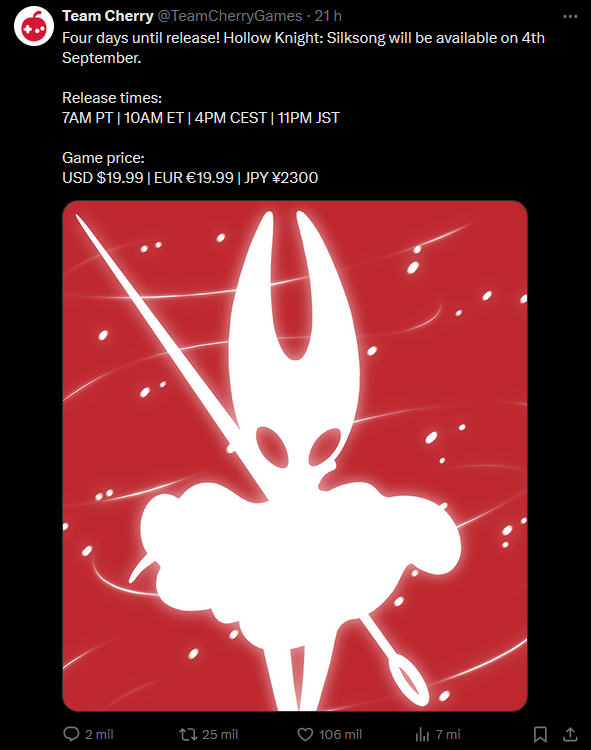 Team Cherry @TeamCherryGames · 21 h
Four days until release! Hollow Knight: Silksong will be available on 4th
September.
Release times:
7AM PT | 10AM ET | 4PM CEST | 11PM JST
Game price:
USD $19.99 | EUR €19.99 | JPY ¥2300
2 mil 25 mil 106 mil 7 mi